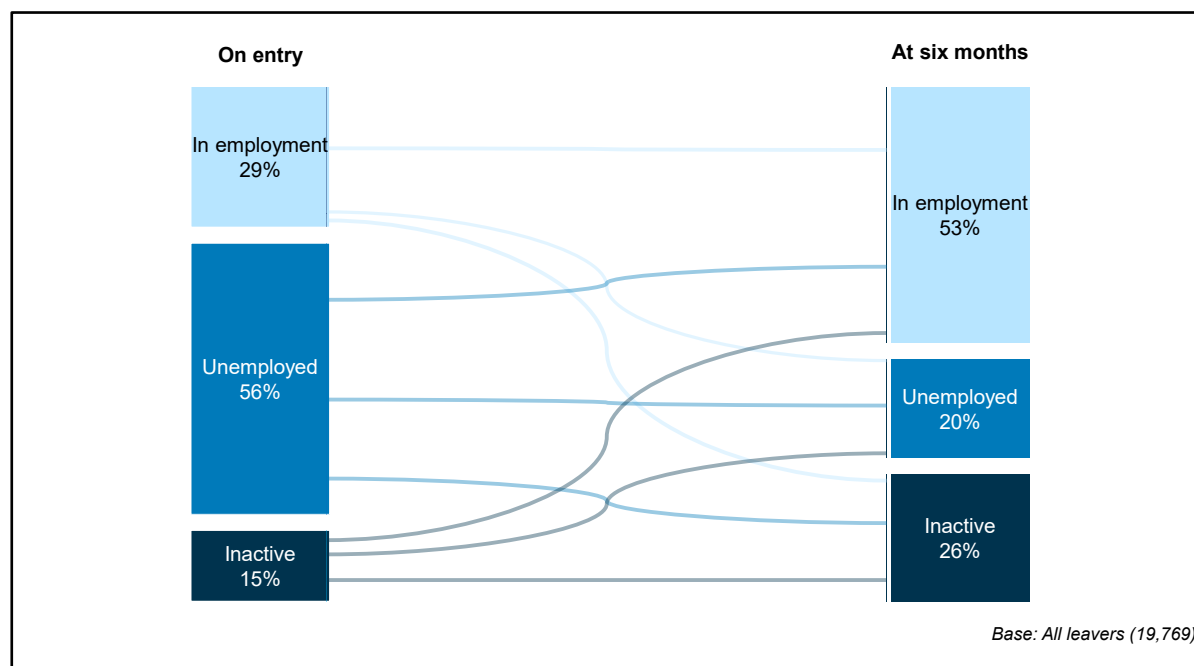 On entry
At six months
In employment
29%
In employment
53%
Unemployed
56%
Unemployed
20%
Inactive
15%
Inactive
26%
Base: All leavers (19,769)